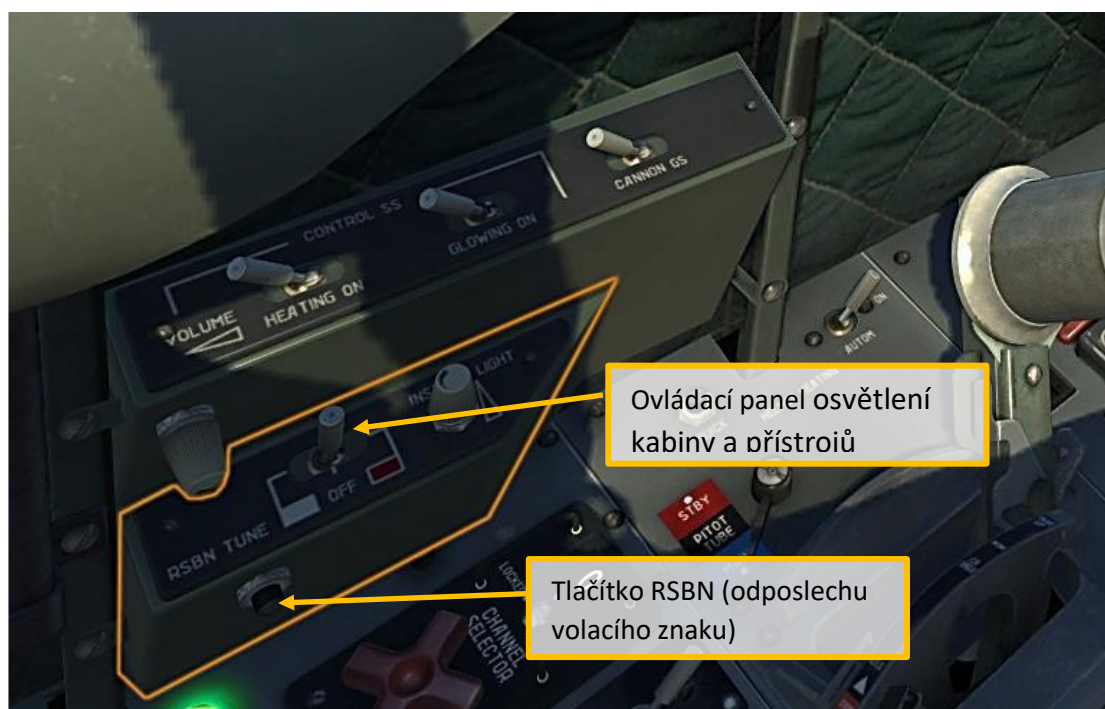 CANNON GS
CONTROL SS
GLOWING ON
VOLUME
HEATING ON
ON
AUTOM
LIGHT
Ovládací panel osvětlení
kabiny a přístrojů
OFF
RSBN TUNE
STBY
PITOT
TUBE
LOCKED
CHANNEL
SELECTOR
Tlačítko RSBN (odposlechu
volacího znaku)